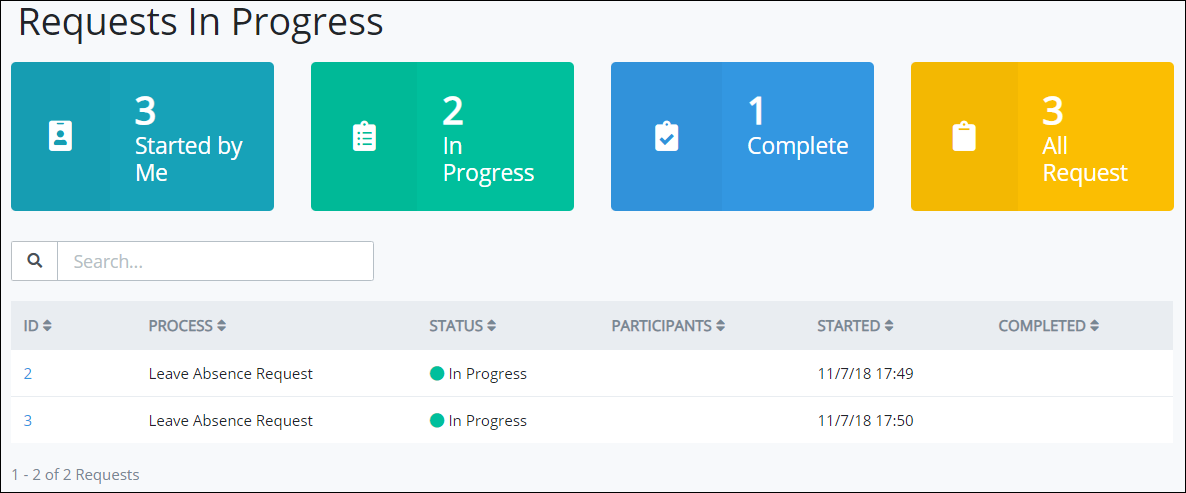 Requests In Progress
3
Started by
Me
2
In
Progress
1
Complete
3
All
Request
Search...
ID PROCESS STATUS PARTICIPANTS STARTED COMPLETED
2 Leave Absence Request In Progress 11/7/18 17:49
3 Leave Absence Request In Progress 11/7/18 17:50
1 - 2 of 2 Requests